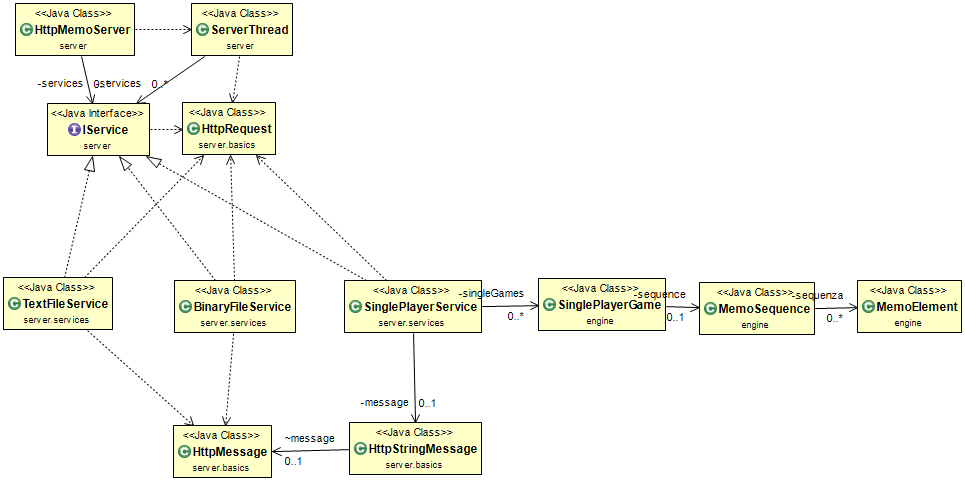 <<Java Class>>
HttpMemoServer
server
<<Java Class>>
ServerThread
server
-services
0..*
-services
0..*
<<Java Interface>>
IService
server
<<Java Class>>
HttpRequest
server.basics
<<Java Class>>
TextFileService
server.services
<<Java Class>>
BinaryFileService
server.services
<<Java Class>>
SinglePlayerService
server.services
-singleGames
0..*
<<Java Class>>
SinglePlayerGame
engine
-sequence
0..1
<<Java Class>>
MemoSequence
engine
-sequenza
0..*
<<Java Class>>
MemoElement
engine
-message
0..1
<<Java Class>>
HttpMessage
server.basics
~message
0..1
<<Java Class>>
HttpStringMessage
server.basics